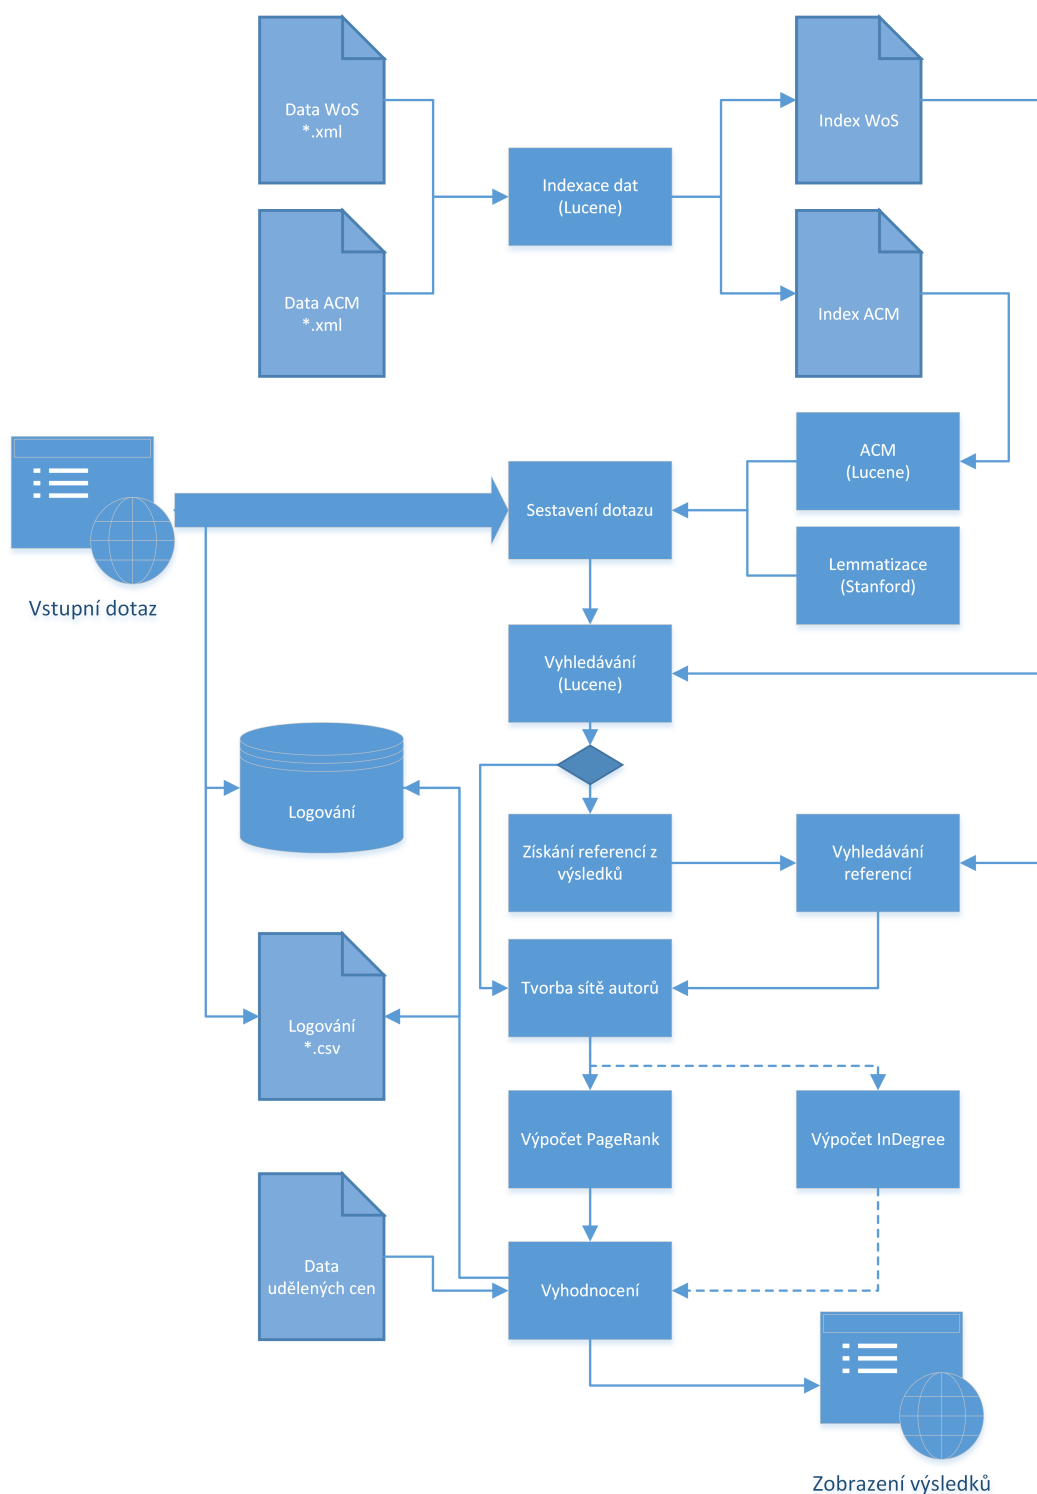 Data WoS
*.xml
Index WoS
Indexace dat
(Lucene)
Data ACM
*.xml
Index ACM
ACM
(Lucene)
Sestavení dotazu
Lemmatizace
(Stanford)
Vstupní dotaz
Vyhledávání
(Lucene)
Logování
Získání referencí z
výsledků
Vyhledávání
referencí
Tvorba sítě autorů
Logování
*.csv
Výpočet PageRank
Výpočet InDegree
Data
udělených cen
Vyhodnocení
Zobrazení výsledků